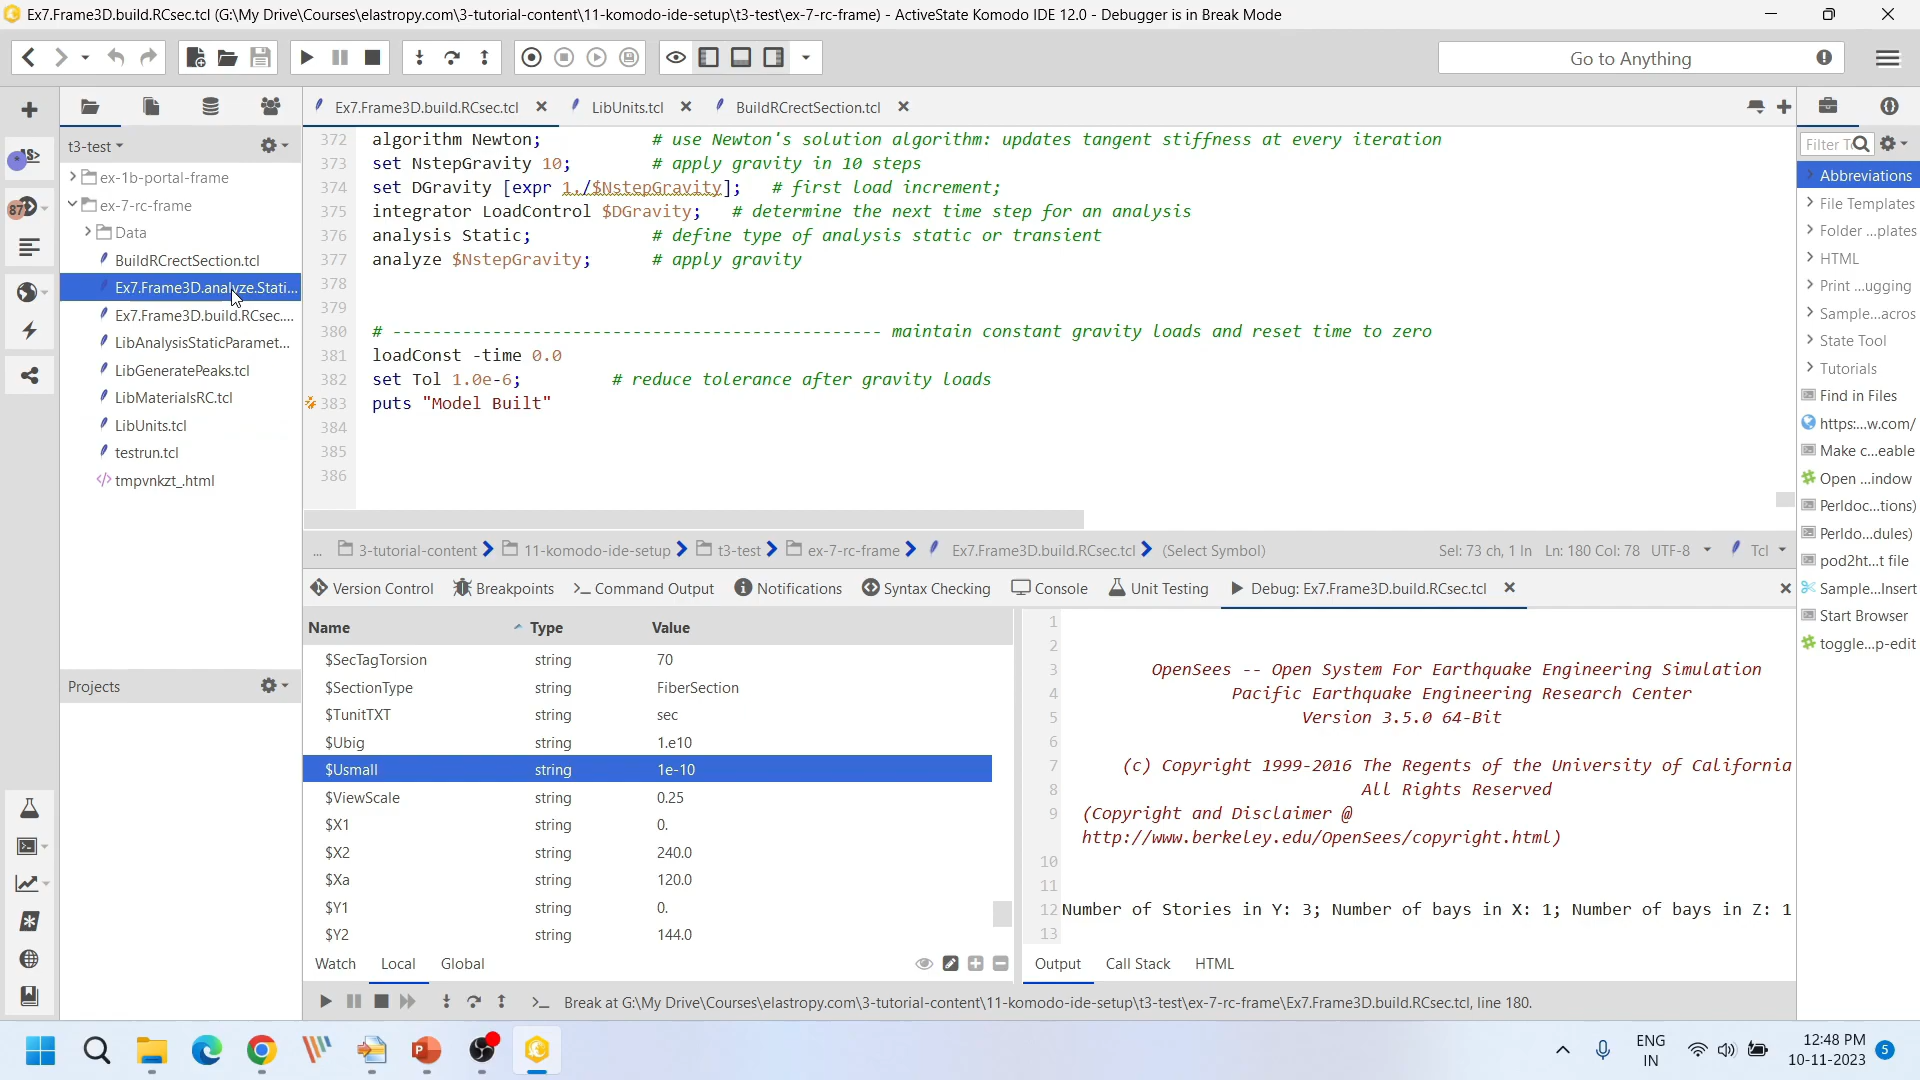 Ex7.Frame3D.build.RCsec.tcl (G:\My Drive\Courses\elastropy.com\3-tutorial-content\11-komodo-ide-setup\t3-test\ex-7-rc-frame) - ActiveState Komodo IDE 12.0 - Debugger is in Break Mode
Go to Anything
Ex7.Frame3D.build.RCsec.tcl LibUnits.tcl BuildRCrectSection.tcl
t3-test
ex-1b-portal-frame
ex-7-rc-frame
Data
BuildRCrectSection.tcl
Ex7.Frame3D.analyze.Stati...
Ex7.Frame3D.build.RCsec....
LibAnalysisStaticParamet...
LibGeneratePeaks.tcl
LibMaterialsRC.tcl
LibUnits.tcl
testrun.tcl
tmpvnkzt_.html
Projects
372 algorithm Newton; # use Newton's solution algorithm: updates tangent stiffness at every iteration
373 set NstepGravity 10; # apply gravity in 10 steps
374 set DGravity [expr 1./$NstepGravity]; # first load increment;
375 integrator LoadControl $DGravity; # determine the next time step for an analysis
376 analysis Static; # define type of analysis static or transient
377 analyze $NstepGravity; # apply gravity
378
379
380 # ------------------------------------------------- maintain constant gravity loads and reset time to zero
381 loadConst -time 0.0
382 set Tol 1.0e-6; # reduce tolerance after gravity loads
383 puts "Model Built"
384
385
386
... 3-tutorial-content 11-komodo-ide-setup t3-test ex-7-rc-frame Ex7.Frame3D.build.RCsec.tcl (Select Symbol) Sel: 73 ch, 1 ln Ln: 180 Col: 78 UTF-8 Tcl
Version Control Breakpoints Command Output Notifications Syntax Checking Console Unit Testing Debug: Ex7.Frame3D.build.RCsec.tcl
Name Type Value
$SecTagTorsion string 70
$SectionType string FiberSection
$TunitTXT string sec
$Ubig string 1.e10
$Usmall string 1e-10
$ViewScale string 0.25
$X1 string 0.
$X2 string 240.0
$Xa string 120.0
$Y1 string 0.
$Y2 string 144.0
Watch Local Global
1
2
3 OpenSees -- Open System For Earthquake Engineering Simulation
4 Pacific Earthquake Engineering Research Center
5 Version 3.5.0 64-Bit
6
7 (c) Copyright 1999-2016 The Regents of the University of California
8 All Rights Reserved
9 (Copyright and Disclaimer @
http://www.berkeley.edu/OpenSees/copyright.html)
10
11
12 Number of Stories in Y: 3; Number of bays in X: 1; Number of bays in Z: 1
13
Output Call Stack HTML
Break at G:\My Drive\Courses\elastropy.com\3-tutorial-content\11-komodo-ide-setup\t3-test\ex-7-rc-frame\Ex7.Frame3D.build.RCsec.tcl, line 180.
Abbreviations
File Templates
Folder ...plates
HTML
Print ...ugging
Sample...acros
State Tool
Tutorials
Find in Files
https:...w.com/
Make c...eable
Open ...indow
Perldoc...tions)
Perldo...dules)
pod2ht...t file
Sample...Insert
Start Browser
toggle...p-edit
ENG
IN
12:48 PM
10-11-2023
5